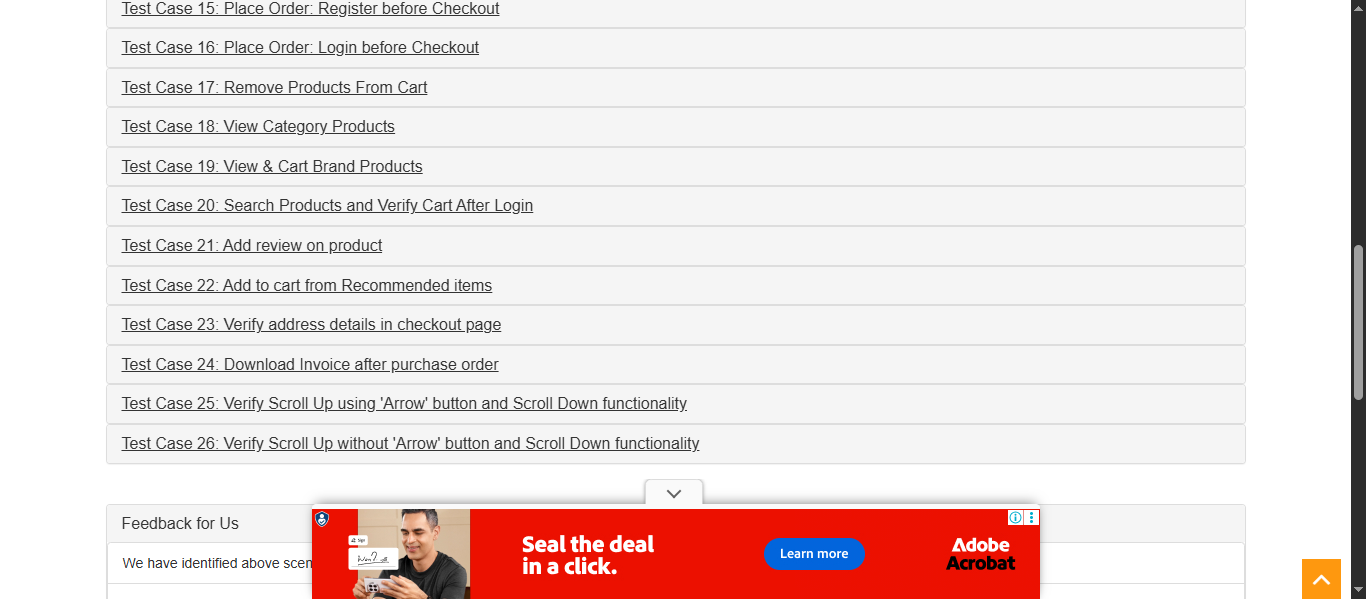 Test Case 15: Place Order: Register before Checkout
Test Case 16: Place Order: Login before Checkout
Test Case 17: Remove Products From Cart
Test Case 18: View Category Products
Test Case 19: View & Cart Brand Products
Test Case 20: Search Products and Verify Cart After Login
Test Case 21: Add review on product
Test Case 22: Add to cart from Recommended items
Test Case 23: Verify address details in checkout page
Test Case 24: Download Invoice after purchase order
Test Case 25: Verify Scroll Up using 'Arrow' button and Scroll Down functionality
Test Case 26: Verify Scroll Up without 'Arrow' button and Scroll Down functionality
Feedback for Us
We have identified above scen
Seal the deal
in a click.
Learn more
Adobe
Acrobat